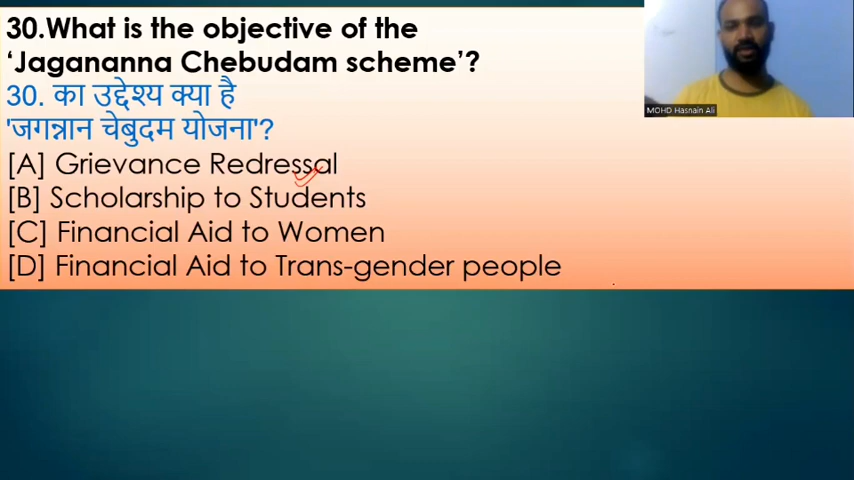 30.What is the objective of the
‘Jagananna Chebudam scheme’?
30. का उद्देश्य क्या है
'जगन्नान चेबुदम योजना'?
[A] Grievance Redressal
[B] Scholarship to Students
[C] Financial Aid to Women
[D] Financial Aid to Trans-gender people
MOHD Hasnain Ali